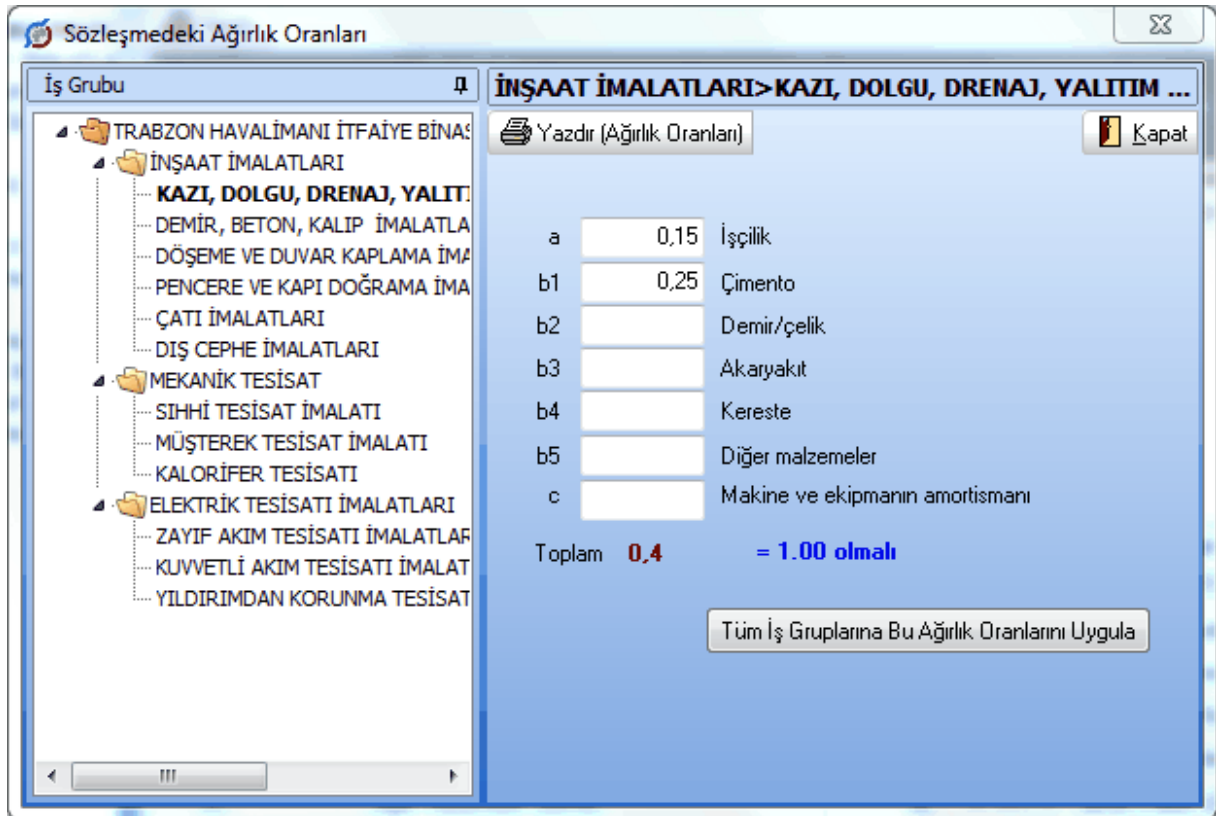 Sözleşmedeki Ağırlık Oranları
İş Grubu
TRABZON HAVALİMANI İTFAİYE BİNAS
İNŞAAT İMALATLARI
KAZI, DOLGU, DRENAJ, YALITI
DEMİR, BETON, KALIP İMALATLA
DÖŞEME VE DUVAR KAPLAMA İMA
PENCERE VE KAPI DOĞRAMA İMA
ÇATI İMALATLARI
DIŞ CEPHE İMALATLARI
MEKANİK TESİSAT
SIHHİ TESİSAT İMALATI
MÜŞTEREK TESİSAT İMALATI
KALORİFER TESİSATI
ELEKTRİK TESİSATI İMALATLARI
ZAYIF AKIM TESİSATI İMALATLAR
KUVVETLİ AKIM TESİSATI İMALAT
YILDIRIMDAN KORUNMA TESİSAT
İNŞAAT İMALATLARI>KAZI, DOLGU, DRENAJ, YALITIM ...
Yazdır (Ağırlık Oranları) Kapat
a 0,15 İşçilik
b1 0,25 Çimento
b2 Demir/çelik
b3 Akaryakıt
b4 Kereste
b5 Diğer malzemeler
c Makine ve ekipmanın amortismanı
Toplam 0,4 = 1.00 olmalı
Tüm İş Gruplarına Bu Ağırlık Oranlarını Uygula